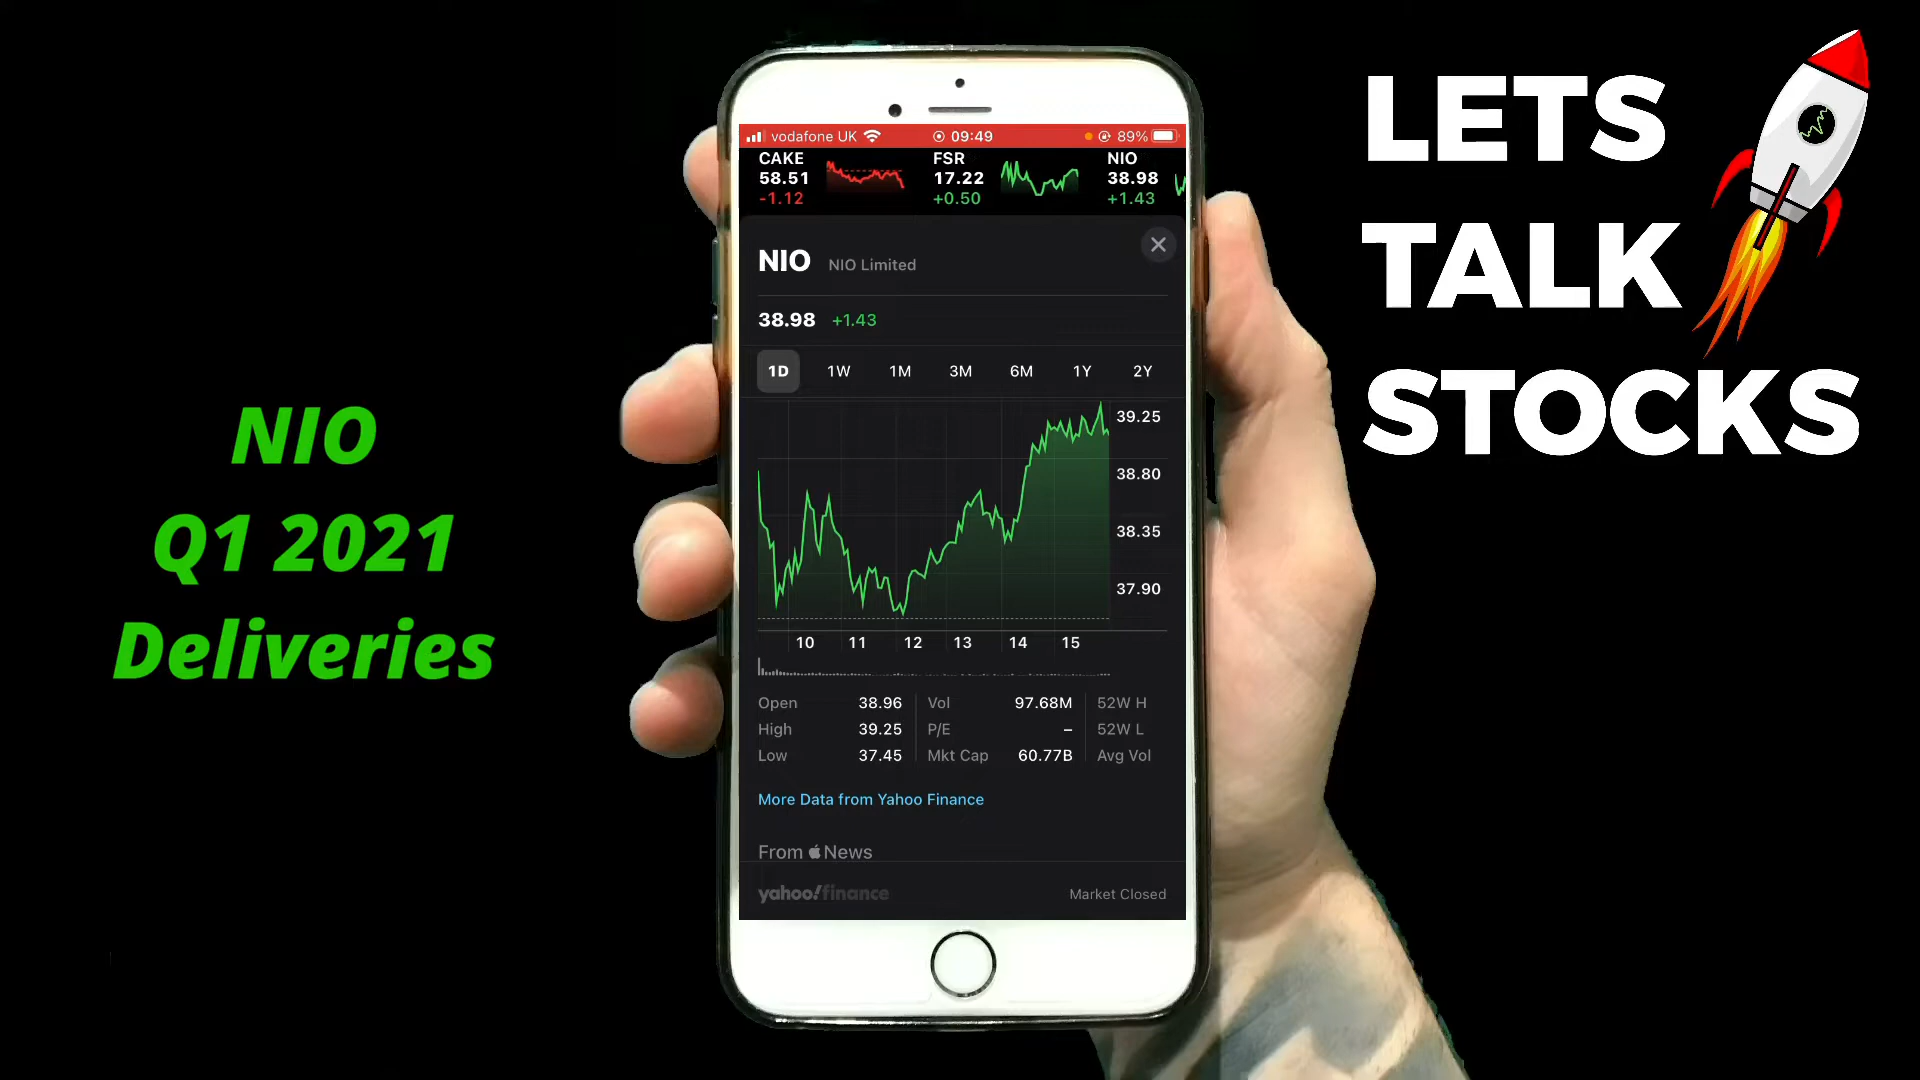 NIO
Q1 2021
Deliveries
vodafone UK 09:49 89%
CAKE
58.51
-1.12
FSR
17.22
+0.50
NIO
38.98
+1.43
NIO NIO Limited
38.98 +1.43
1D 1W 1M 3M 6M 1Y 2Y
39.25
38.80
38.35
37.90
10 11 12 13 14 15
Open 38.96 Vol 97.68M 52W H
High 39.25 P/E – 52W L
Low 37.45 Mkt Cap 60.77B Avg Vol
More Data from Yahoo Finance
From News
yahoo!finance Market Closed
LETS
TALK
STOCKS